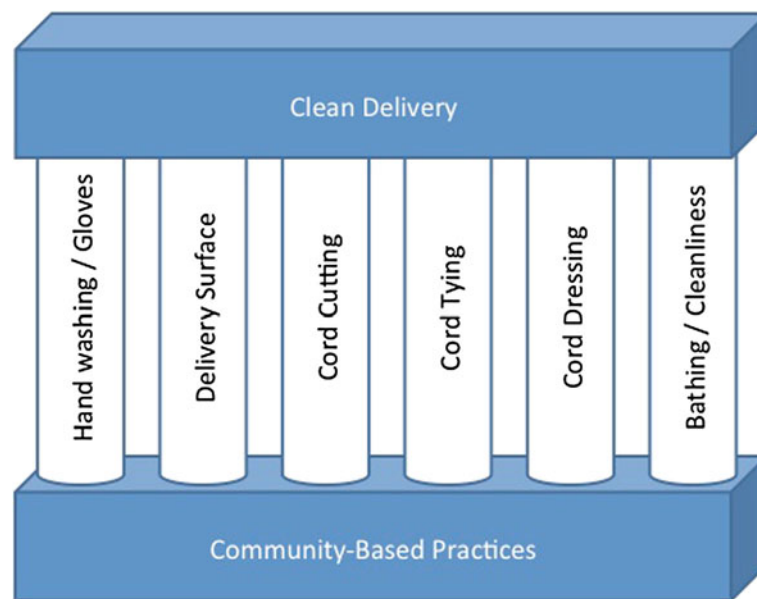 Clean Delivery
Hand washing / Gloves
Delivery Surface
Cord Cutting
Cord Tying
Cord Dressing
Bathing / Cleanliness
Community-Based Practices